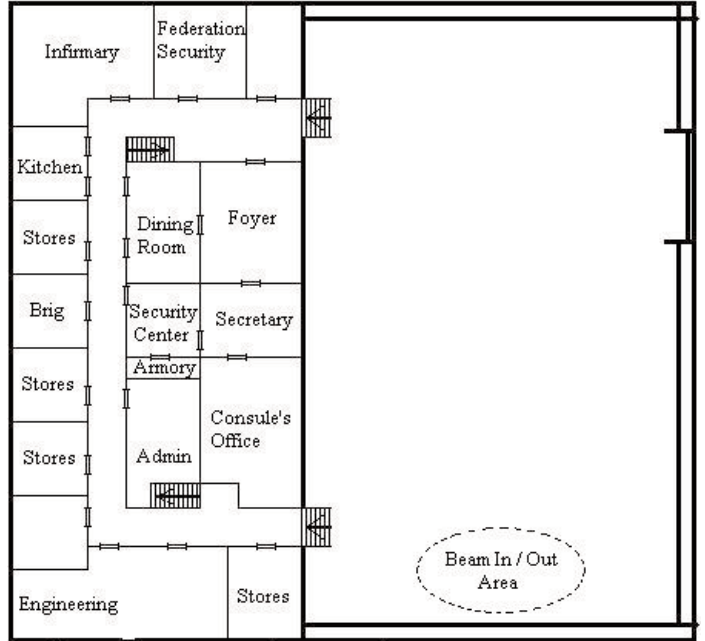 Infirmary
Federation
Security
Kitchen
Stores
Brig
Stores
Stores
Engineering
Dining
Room
Foyer
Security
Center
Secretary
Armory
Admin
Consule's
Office
Stores
Beam In / Out
Area